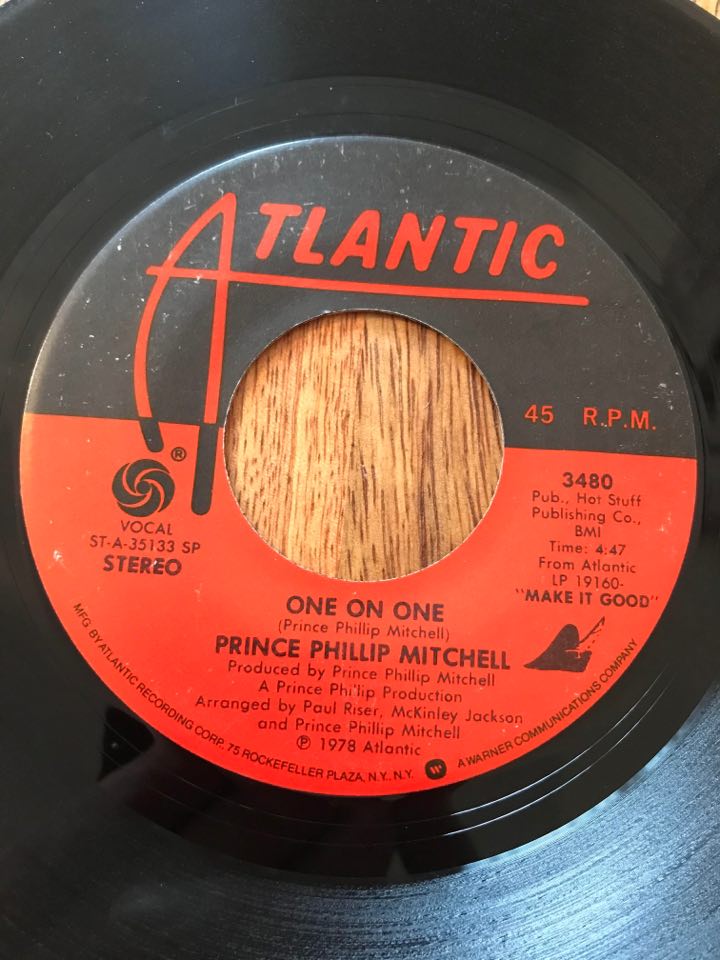 ATLANTIC
45 R.P.M.
®
VOCAL
ST-A-35133 SP
STEREO
3480
Pub., Hot Stuff
Publishing Co.,
BMI
Time: 4:47
From Atlantic
LP 19160-
"MAKE IT GOOD"
ONE ON ONE
(Prince Phillip Mitchell)
PRINCE PHILLIP MITCHELL
Produced by Prince Phillip Mitchell
A Prince Phillip Production
Arranged by Paul Riser, McKinley Jackson
and Prince Phillip Mitchell
℗ 1978 Atlantic
MFG BY ATLANTIC RECORDING CORP. 75 ROCKEFELLER PLAZA, N.Y., N.Y. A WARNER COMMUNICATIONS COMPANY